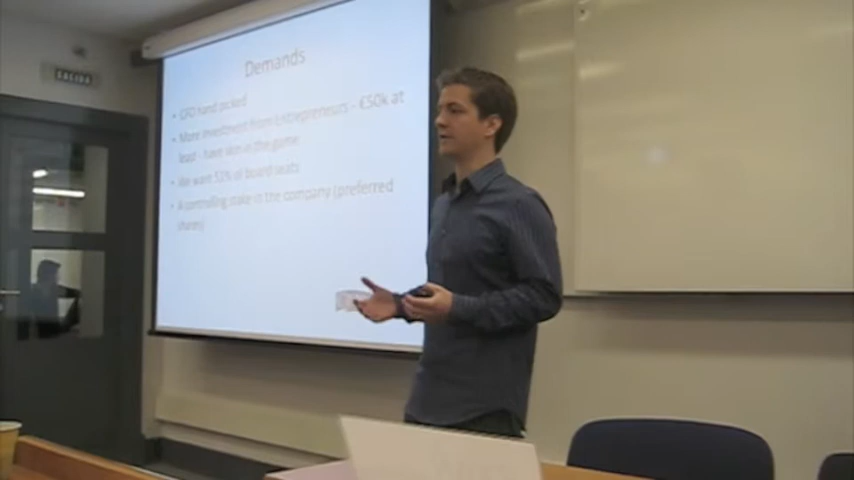 SALIDA
Demands
• CFO hand picked
• More investment from Entrepreneurs - €50k at
least - have skin in the game
• We want 51% of board seats
• A controlling stake in the company (preferred
shares)